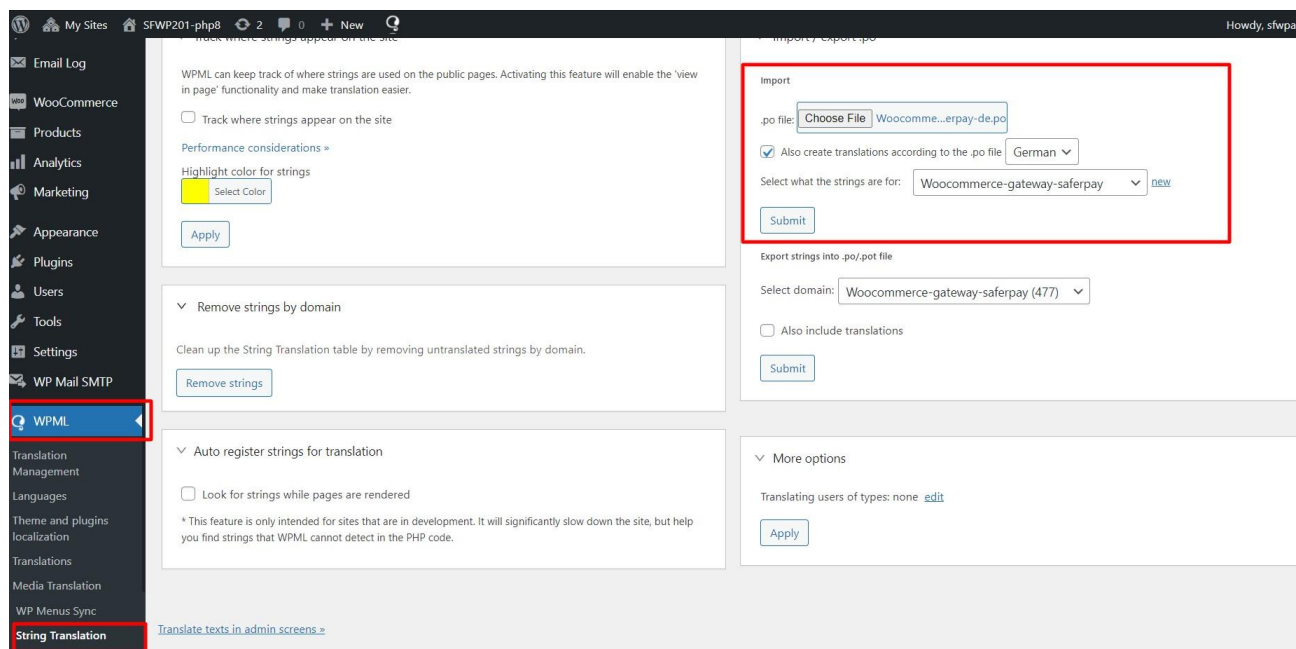 My Sites SFWP201-php8 2 0 + New
Howdy, sfwpa
Email Log
WooCommerce
Products
Analytics
Marketing
Appearance
Plugins
Users
Tools
Settings
WP Mail SMTP
WPML
Translation
Management
Languages
Theme and plugins
localization
Translations
Media Translation
WP Menus Sync
String Translation
Track where strings appear on the site
WPML can keep track of where strings are used on the public pages. Activating this feature will enable the 'view
in page' functionality and make translation easier.
Track where strings appear on the site
Performance considerations »
Highlight color for strings
Select Color
Apply
Remove strings by domain
Clean up the String Translation table by removing untranslated strings by domain.
Remove strings
Auto register strings for translation
Look for strings while pages are rendered
* This feature is only intended for sites that are in development. It will significantly slow down the site, but help
you find strings that WPML cannot detect in the PHP code.
Translate texts in admin screens »
Import / export .po
Import
.po file: Choose File Woocomme...erpay-de.po
Also create translations according to the .po file German
Select what the strings are for: Woocommerce-gateway-saferpay new
Submit
Export strings into .po/.pot file
Select domain: Woocommerce-gateway-saferpay (477)
Also include translations
Submit
More options
Translating users of types: none edit
Apply